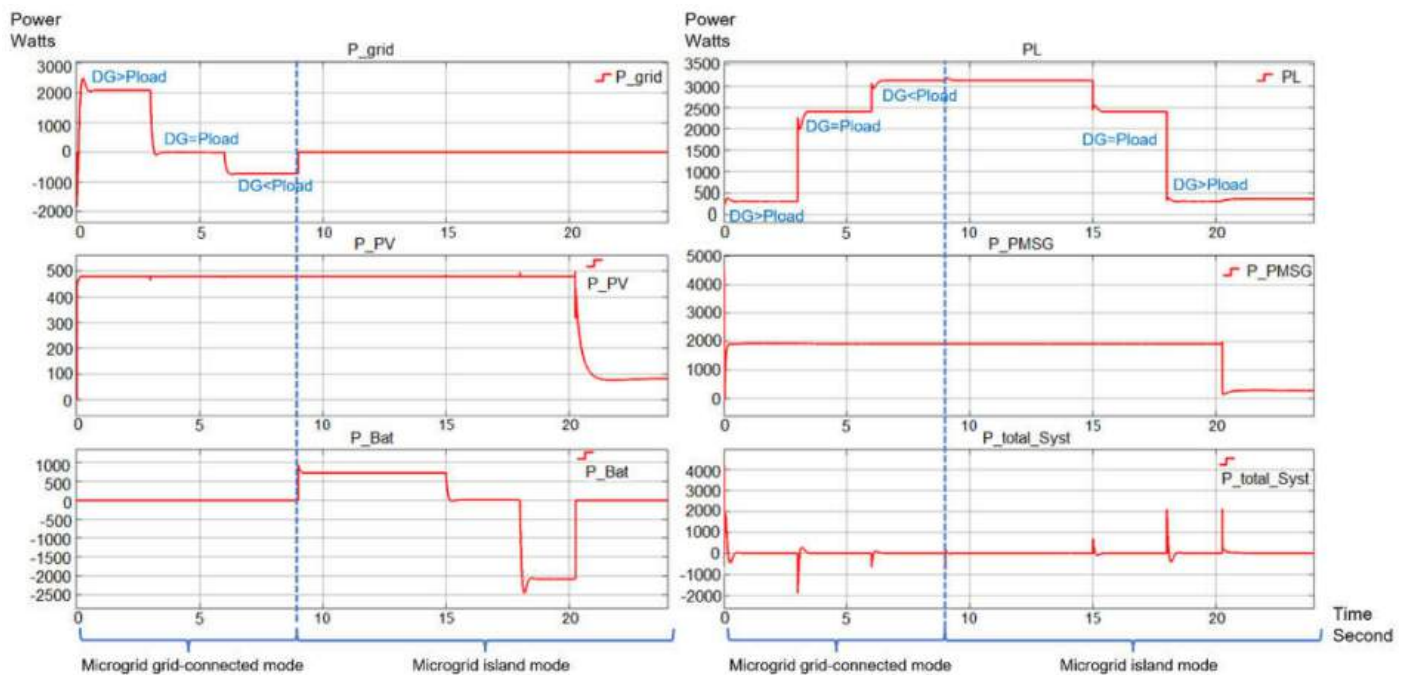 Power
Watts
P_grid
3000
2000
1000
0
-1000
-2000
DG>Pload
DG=Pload
DG<Pload
P_grid
0
5
10
15
20
Power
Watts
PL
3500
3000
2500
2000
1500
1000
500
0
DG>Pload
DG=Pload
DG<Pload
DG=Pload
DG>Pload
PL
0
5
10
15
20
P_PV
500
400
300
200
100
0
P_PV
0
5
10
15
20
P_PMSG
5000
4000
3000
2000
1000
0
P_PMSG
0
5
10
15
20
P_Bat
1000
500
0
-500
-1000
-1500
-2000
-2500
P_Bat
0
5
10
15
20
P_total_Syst
4000
3000
2000
1000
0
-1000
-2000
P_total_Syst
0
5
10
15
20
Time
Second
Microgrid grid-connected mode
Microgrid island mode
Microgrid grid-connected mode
Microgrid island mode